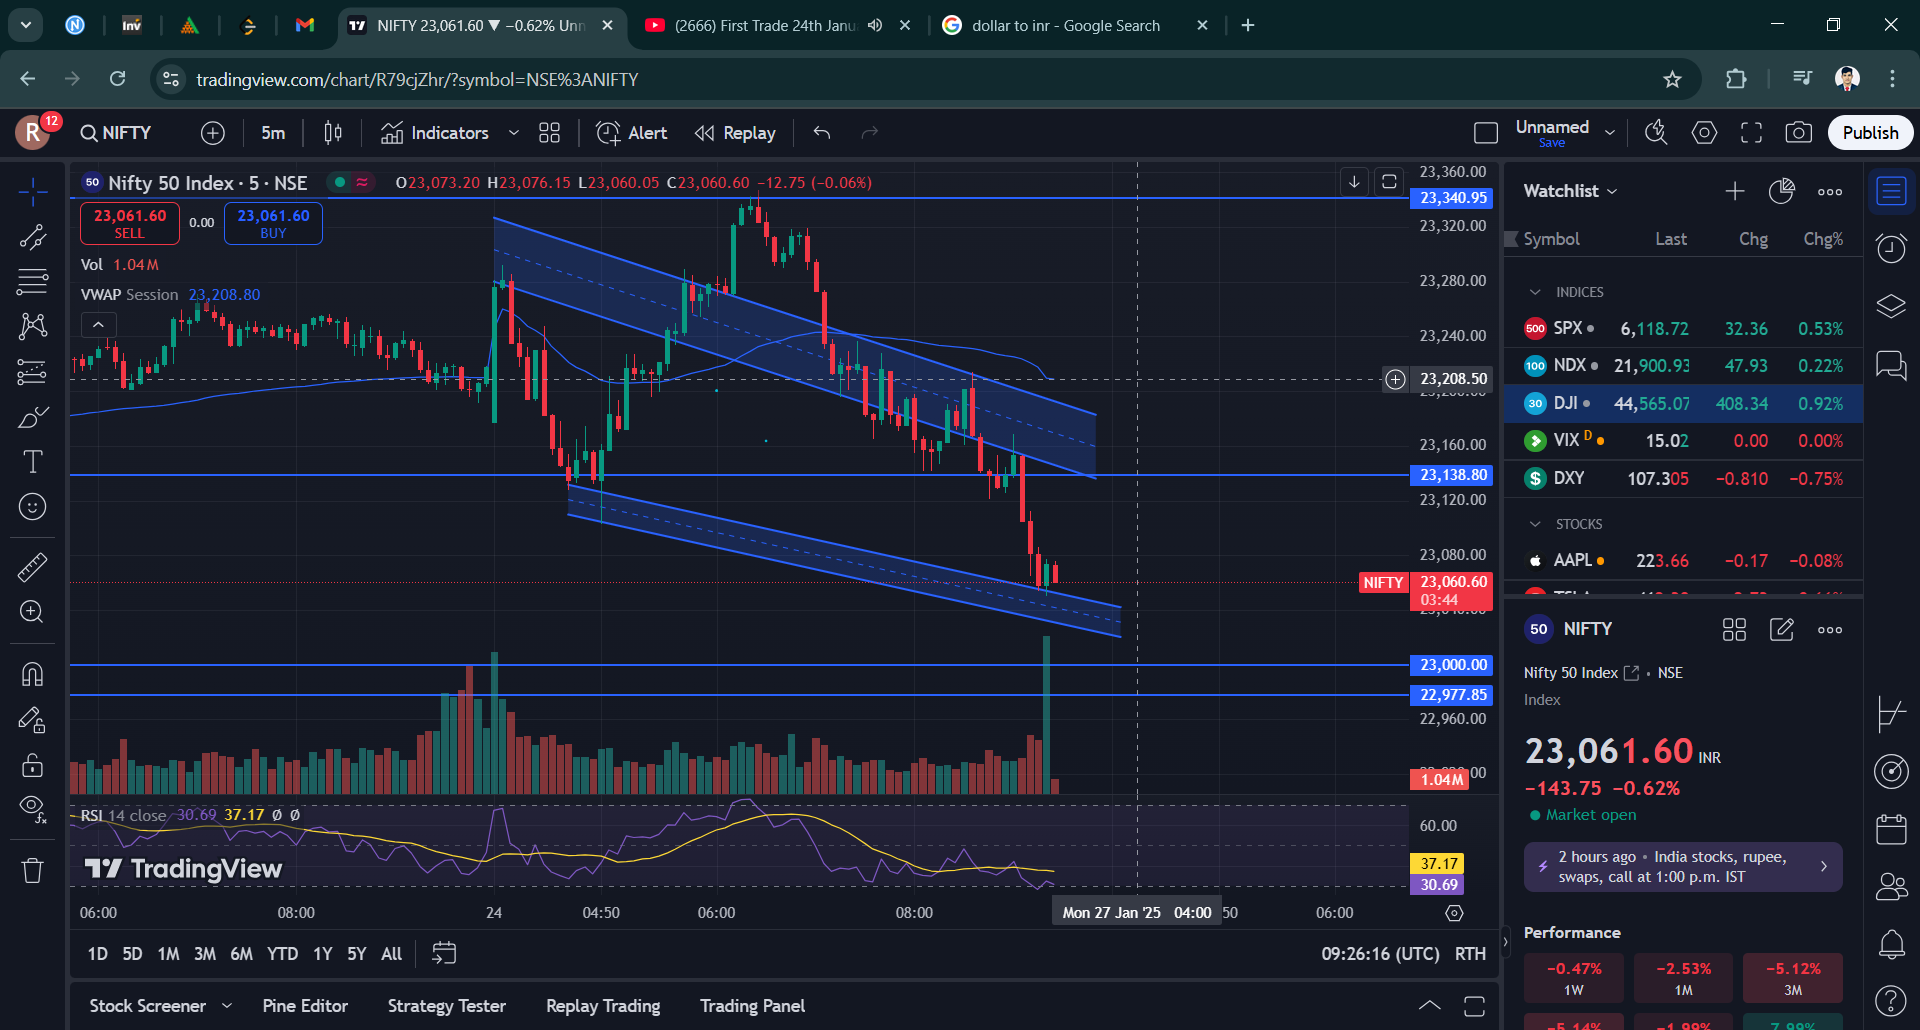 NIFTY 23,061.60 ▼ −0.62% Unn
(2666) First Trade 24th Janu
dollar to inr - Google Search
tradingview.com/chart/R79cjZhr/?symbol=NSE%3ANIFTY
R 12
NIFTY
5m
Indicators
Alert
Replay
Unnamed
Save
Publish
50 Nifty 50 Index · 5 · NSE
O23,073.20 H23,076.15 L23,060.05 C23,060.60 −12.75 (−0.06%)
23,061.60
SELL
0.00
23,061.60
BUY
Vol 1.04M
VWAP Session 23,208.80
23,360.00
23,340.95
23,320.00
23,280.00
23,240.00
23,208.50
23,160.00
23,138.80
23,120.00
23,080.00
NIFTY 23,060.60
03:44
23,000.00
22,977.85
22,960.00
1.04M
RSI 14 close 30.69 37.17 Ø Ø
60.00
37.17
30.69
TradingView
06:00
08:00
24
04:50
06:00
08:00
Mon 27 Jan '25 04:00
50
06:00
1D 5D 1M 3M 6M YTD 1Y 5Y All
09:26:16 (UTC) RTH
Stock Screener
Pine Editor
Strategy Tester
Replay Trading
Trading Panel
Watchlist
Symbol Last Chg Chg%
INDICES
500 SPX 6,118.72 32.36 0.53%
100 NDX 21,900.93 47.93 0.22%
30 DJI 44,565.07 408.34 0.92%
VIX D 15.02 0.00 0.00%
$ DXY 107.305 −0.810 −0.75%
STOCKS
AAPL 223.66 −0.17 −0.08%
50 NIFTY
Nifty 50 Index • NSE
Index
23,061.60 INR
−143.75 −0.62%
Market open
2 hours ago • India stocks, rupee,
swaps, call at 1:00 p.m. IST
Performance
−0.47%
1W
−2.53%
1M
−5.12%
3M